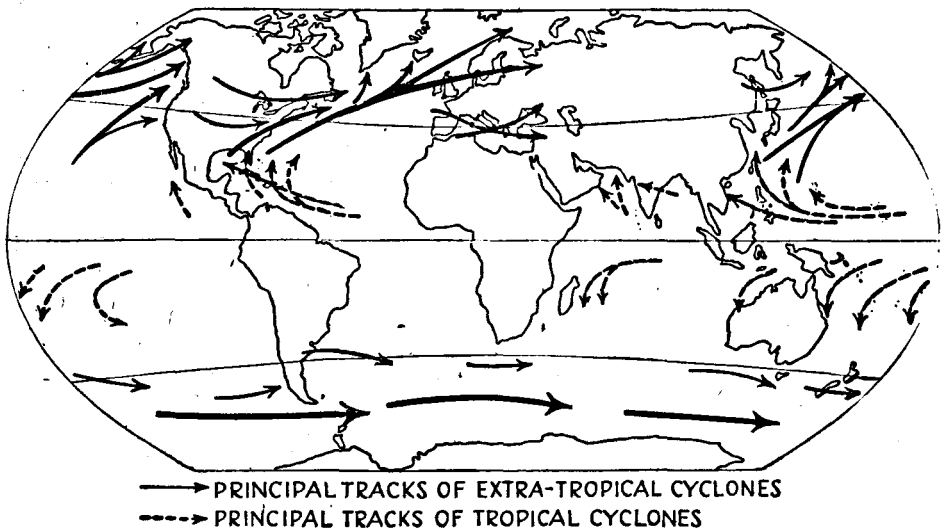 PRINCIPAL TRACKS OF EXTRA-TROPICAL CYCLONES
PRINCIPAL TRACKS OF TROPICAL CYCLONES